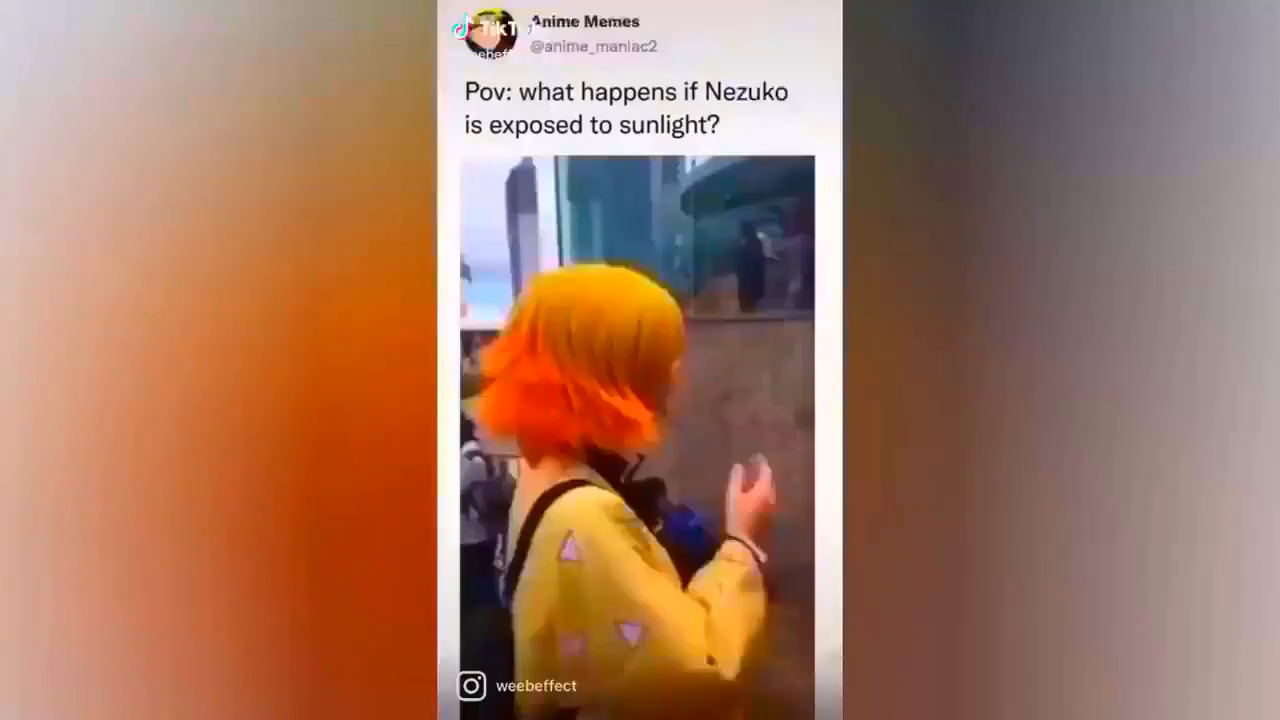 Anime Memes
@anime_maniac2
Pov: what happens if Nezuko
is exposed to sunlight?
weebeffect